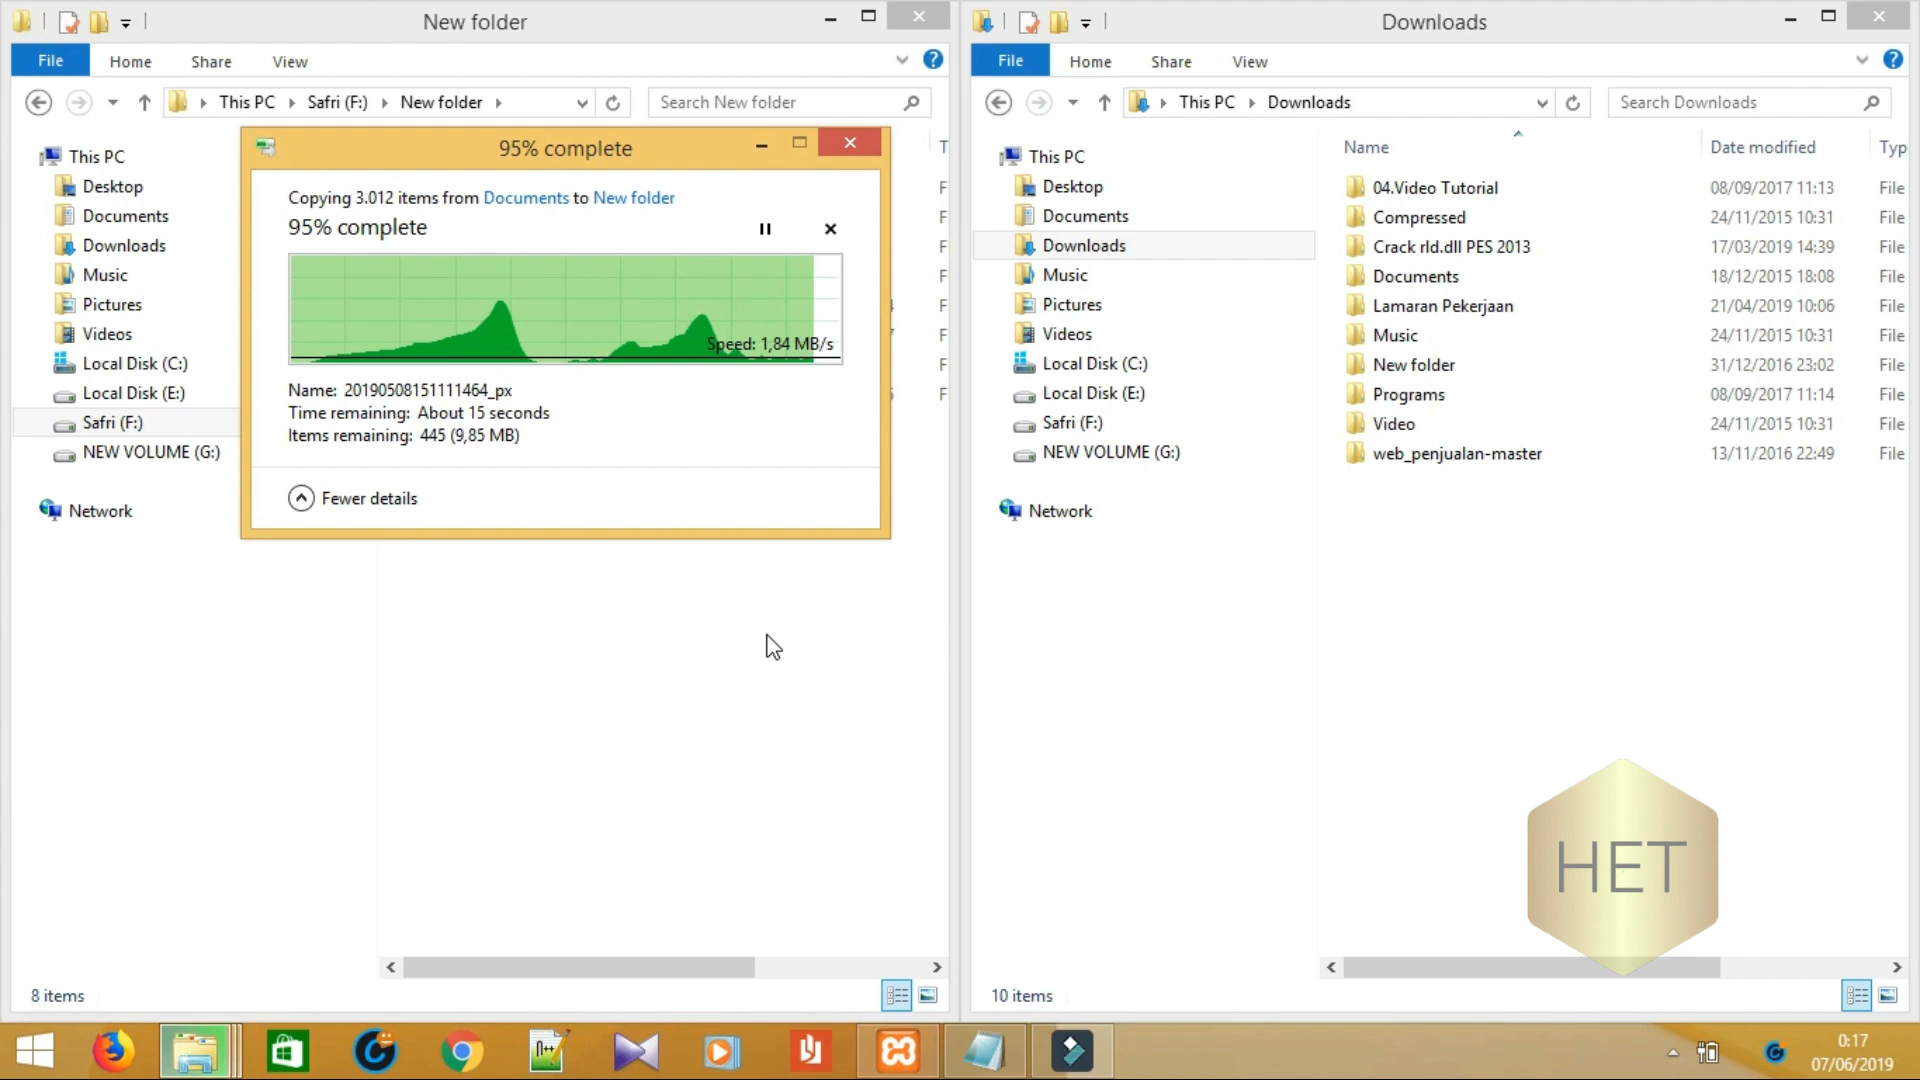 New folder
File
Home
Share
View
This PC
Safri (F:)
New folder
Search New folder
This PC
Desktop
Documents
Downloads
Music
Pictures
Videos
Local Disk (C:)
Local Disk (E:)
Safri (F:)
NEW VOLUME (G:)
Network
95% complete
Copying 3.012 items from Documents to New folder
95% complete
Speed: 1,84 MB/s
Name: 20190508151111464_px
Time remaining: About 15 seconds
Items remaining: 445 (9,85 MB)
Fewer details
8 items
Downloads
File
Home
Share
View
This PC
Downloads
Search Downloads
This PC
Desktop
Documents
Downloads
Music
Pictures
Videos
Local Disk (C:)
Local Disk (E:)
Safri (F:)
NEW VOLUME (G:)
Network
Name Date modified Typ
04.Video Tutorial 08/09/2017 11:13 File
Compressed 24/11/2015 10:31 File
Crack rld.dll PES 2013 17/03/2019 14:39 File
Documents 18/12/2015 18:08 File
Lamaran Pekerjaan 21/04/2019 10:06 File
Music 24/11/2015 10:31 File
New folder 31/12/2016 23:02 File
Programs 08/09/2017 11:14 File
Video 24/11/2015 10:31 File
web_penjualan-master 13/11/2016 22:49 File
HET
10 items
0:17
07/06/2019